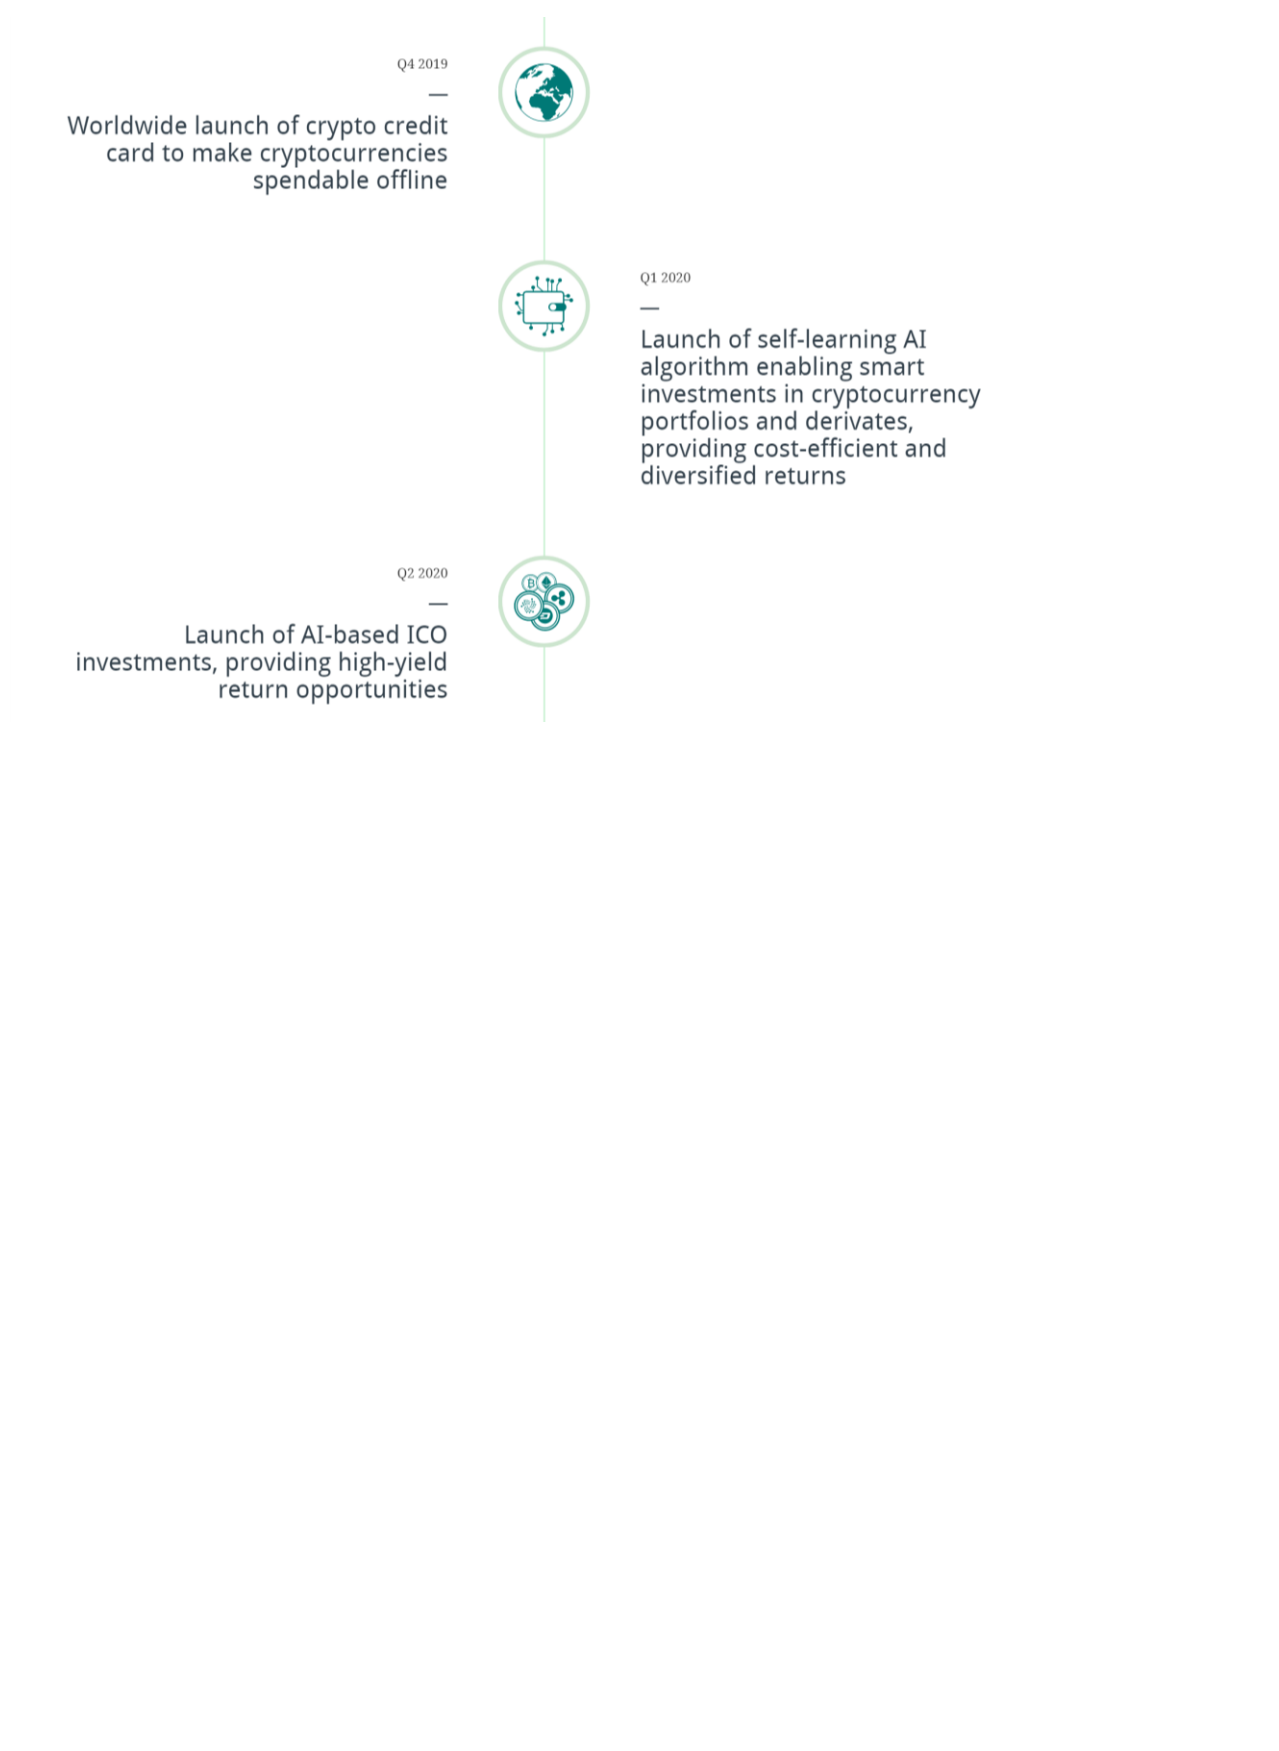 Q4 2019
—
Worldwide launch of crypto credit
card to make cryptocurrencies
spendable offline
Q1 2020
—
Launch of self-learning AI
algorithm enabling smart
investments in cryptocurrency
portfolios and derivates,
providing cost-efficient and
diversified returns
Q2 2020
—
Launch of AI-based ICO
investments, providing high-yield
return opportunities